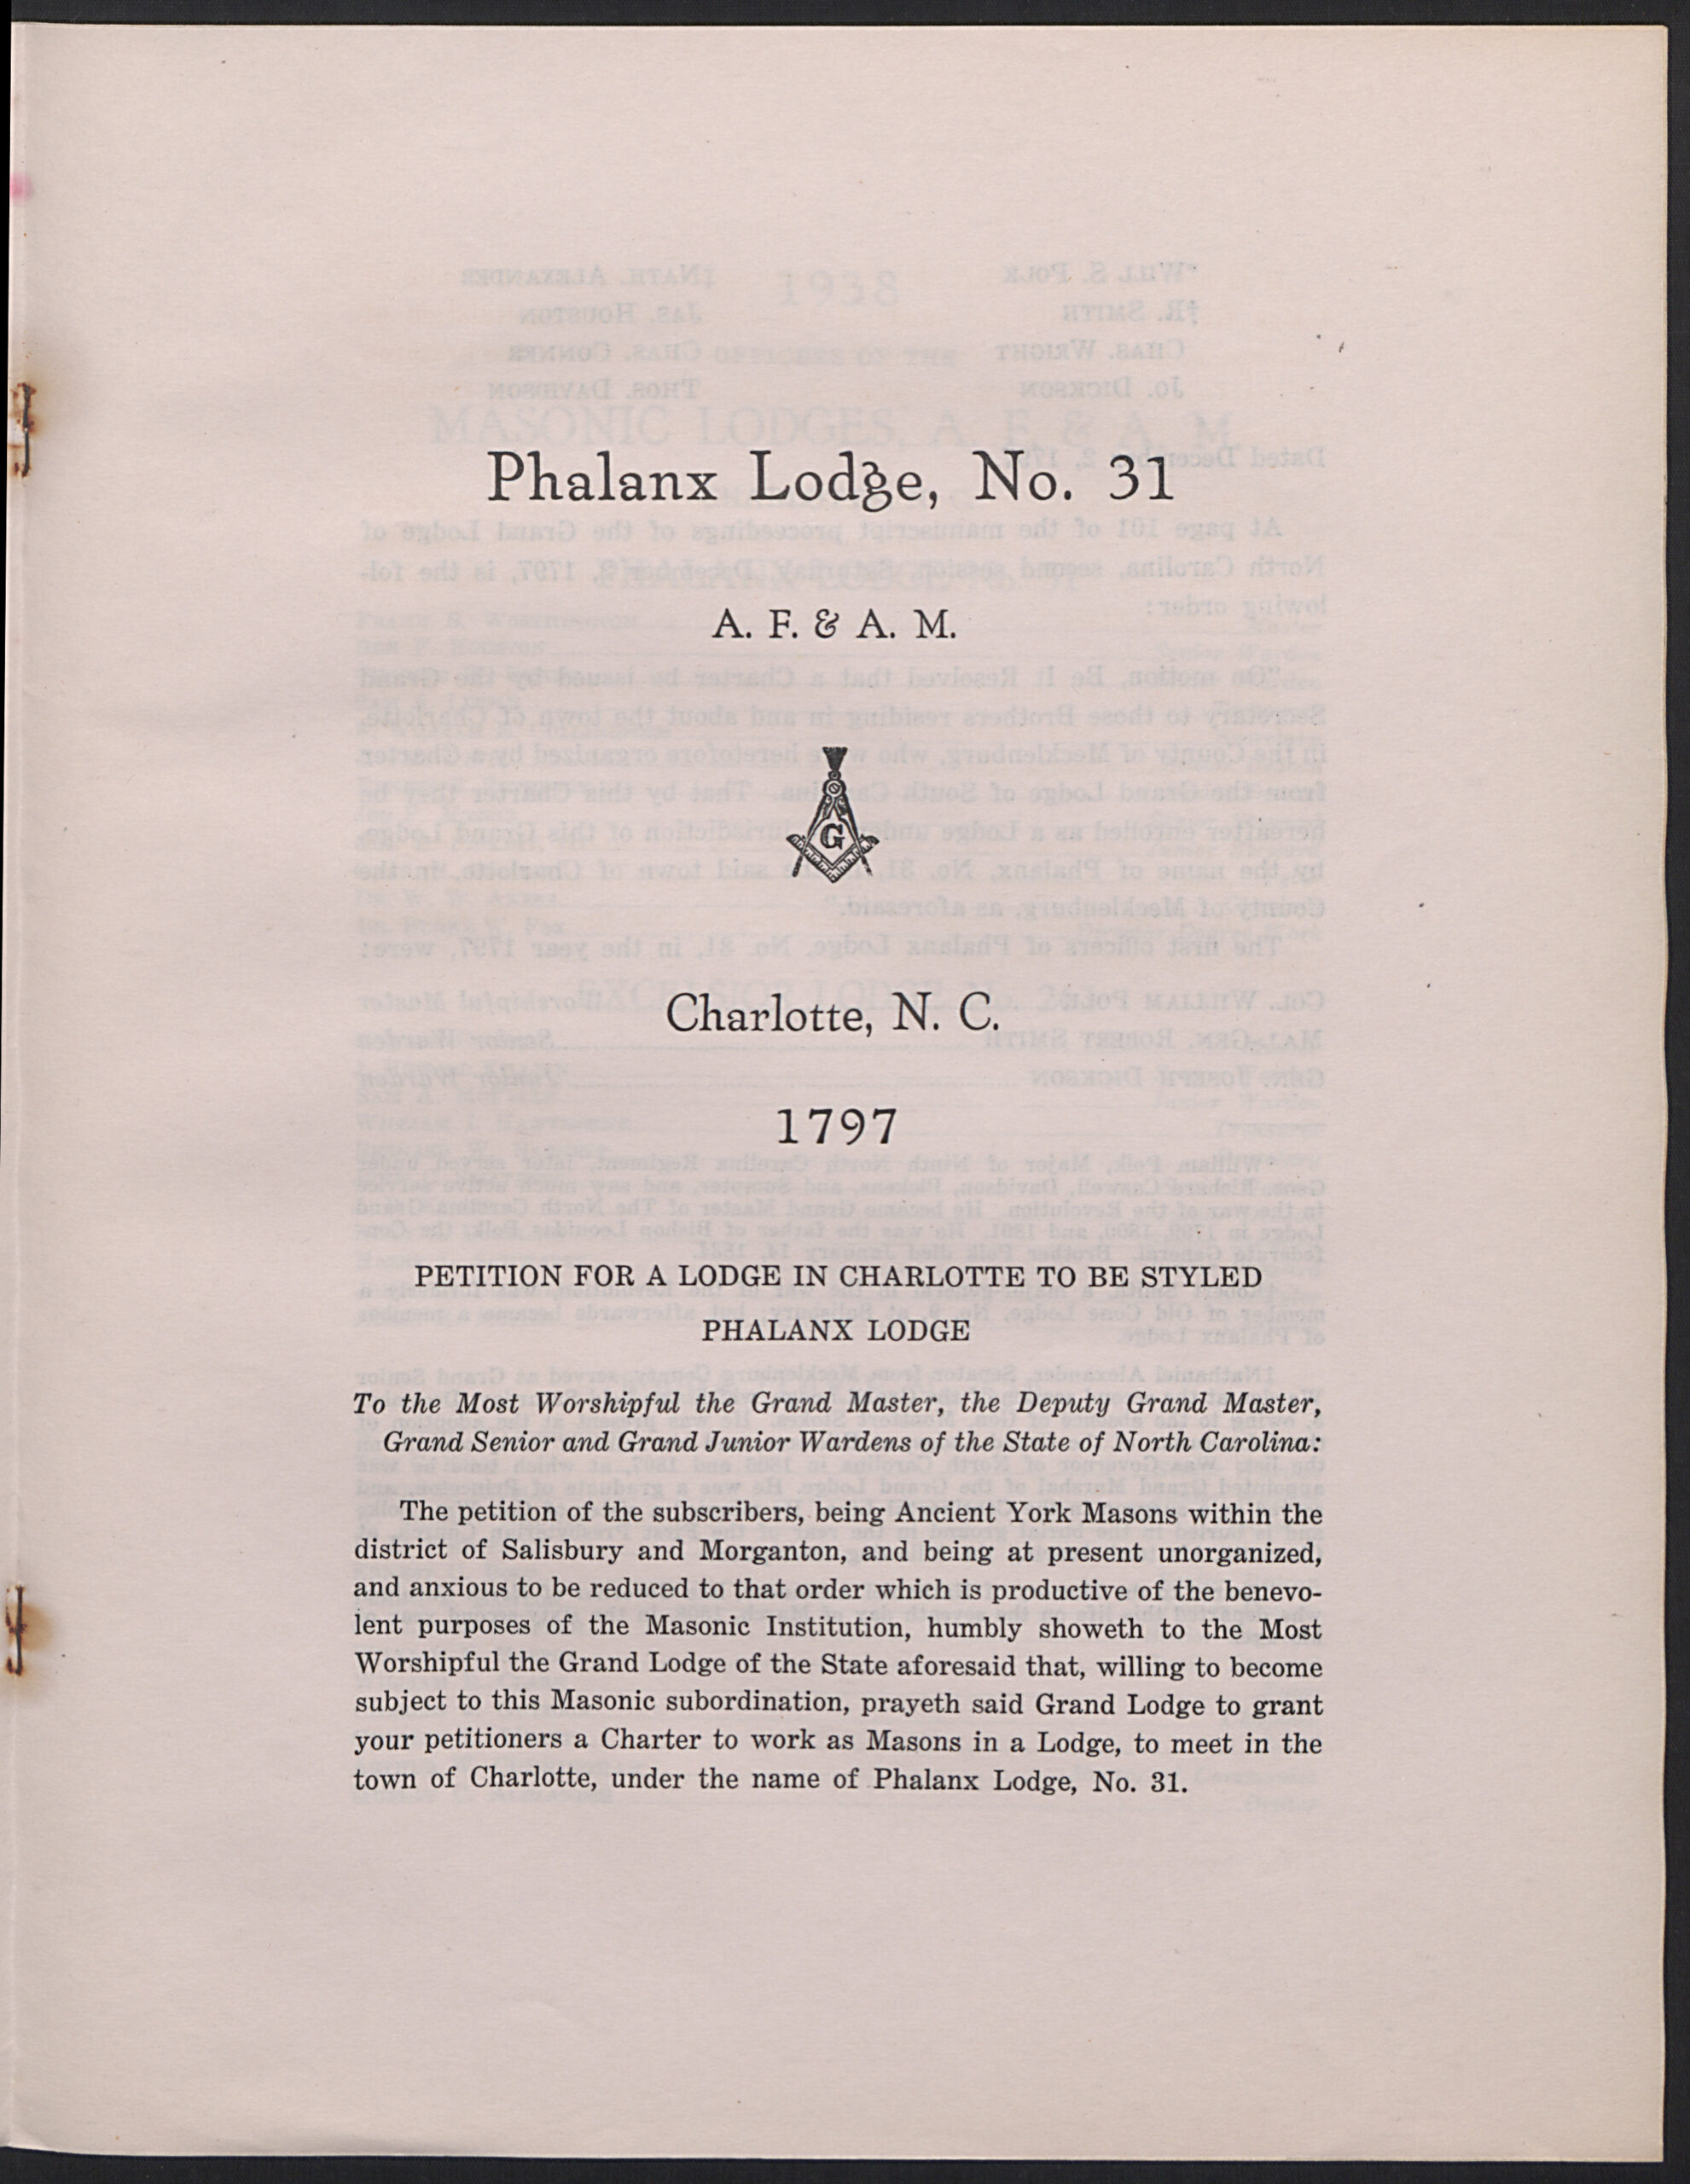 Phalanx Lodge, No. 31
A. F. & A. M.
G
Charlotte, N. C.
1797
PETITION FOR A LODGE IN CHARLOTTE TO BE STYLED
PHALANX LODGE
To the Most Worshipful the Grand Master, the Deputy Grand Master,
Grand Senior and Grand Junior Wardens of the State of North Carolina:
The petition of the subscribers, being Ancient York Masons within the
district of Salisbury and Morganton, and being at present unorganized,
and anxious to be reduced to that order which is productive of the benevo-
lent purposes of the Masonic Institution, humbly showeth to the Most
Worshipful the Grand Lodge of the State aforesaid that, willing to become
subject to this Masonic subordination, prayeth said Grand Lodge to grant
your petitioners a Charter to work as Masons in a Lodge, to meet in the
town of Charlotte, under the name of Phalanx Lodge, No. 31.